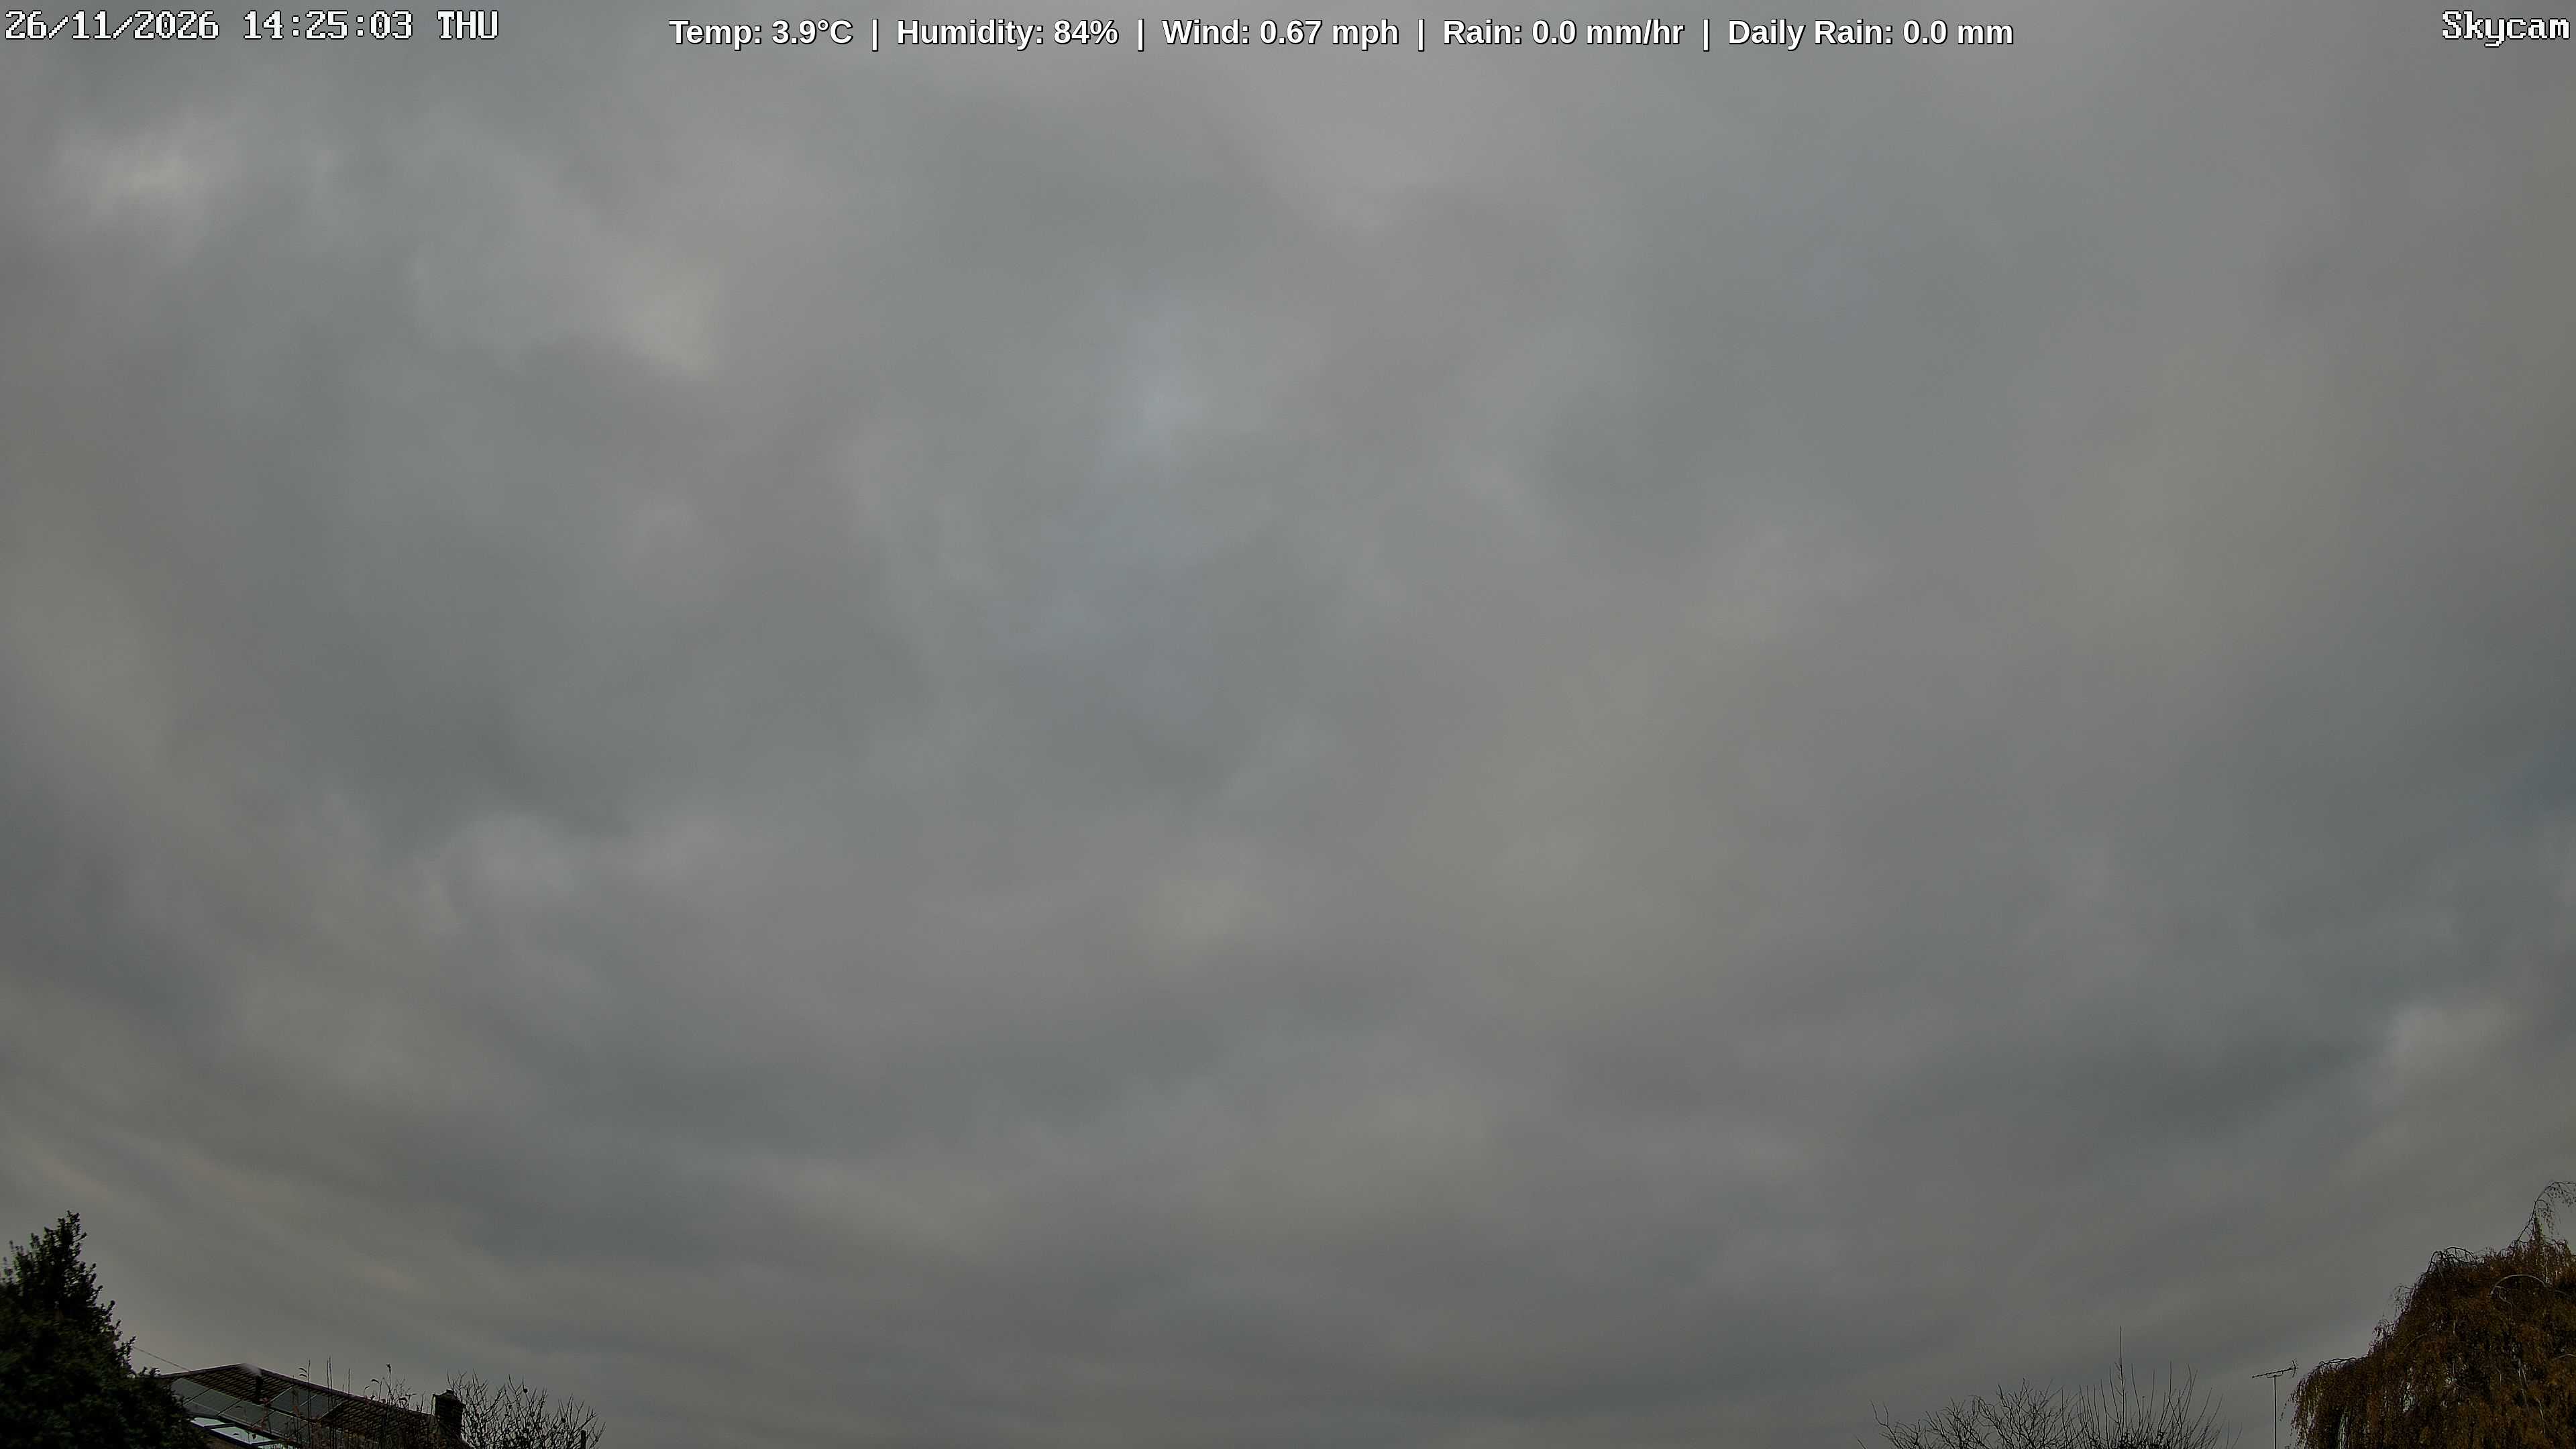 26/11/2026 14:25:03 THU
Temp: 3.9°C | Humidity: 84% | Wind: 0.67 mph | Rain: 0.0 mm/hr | Daily Rain: 0.0 mm
Skycam